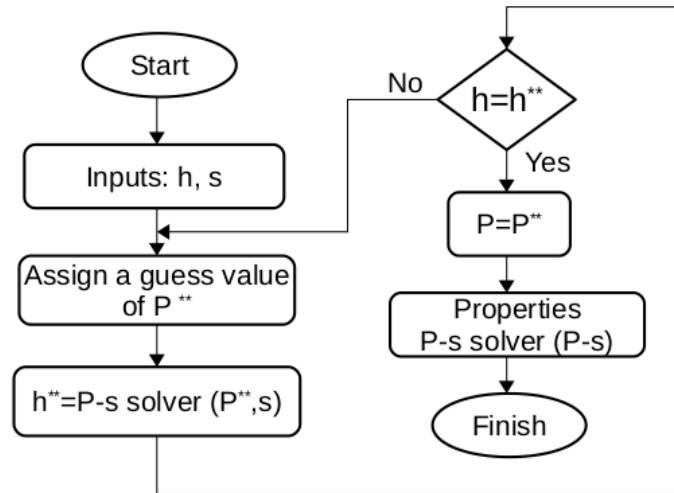 Start
Inputs: h, s
Assign a guess value
of P **
h**=P-s solver (P**,s)
h=h**
No
Yes
P=P**
Properties
P-s solver (P-s)
Finish